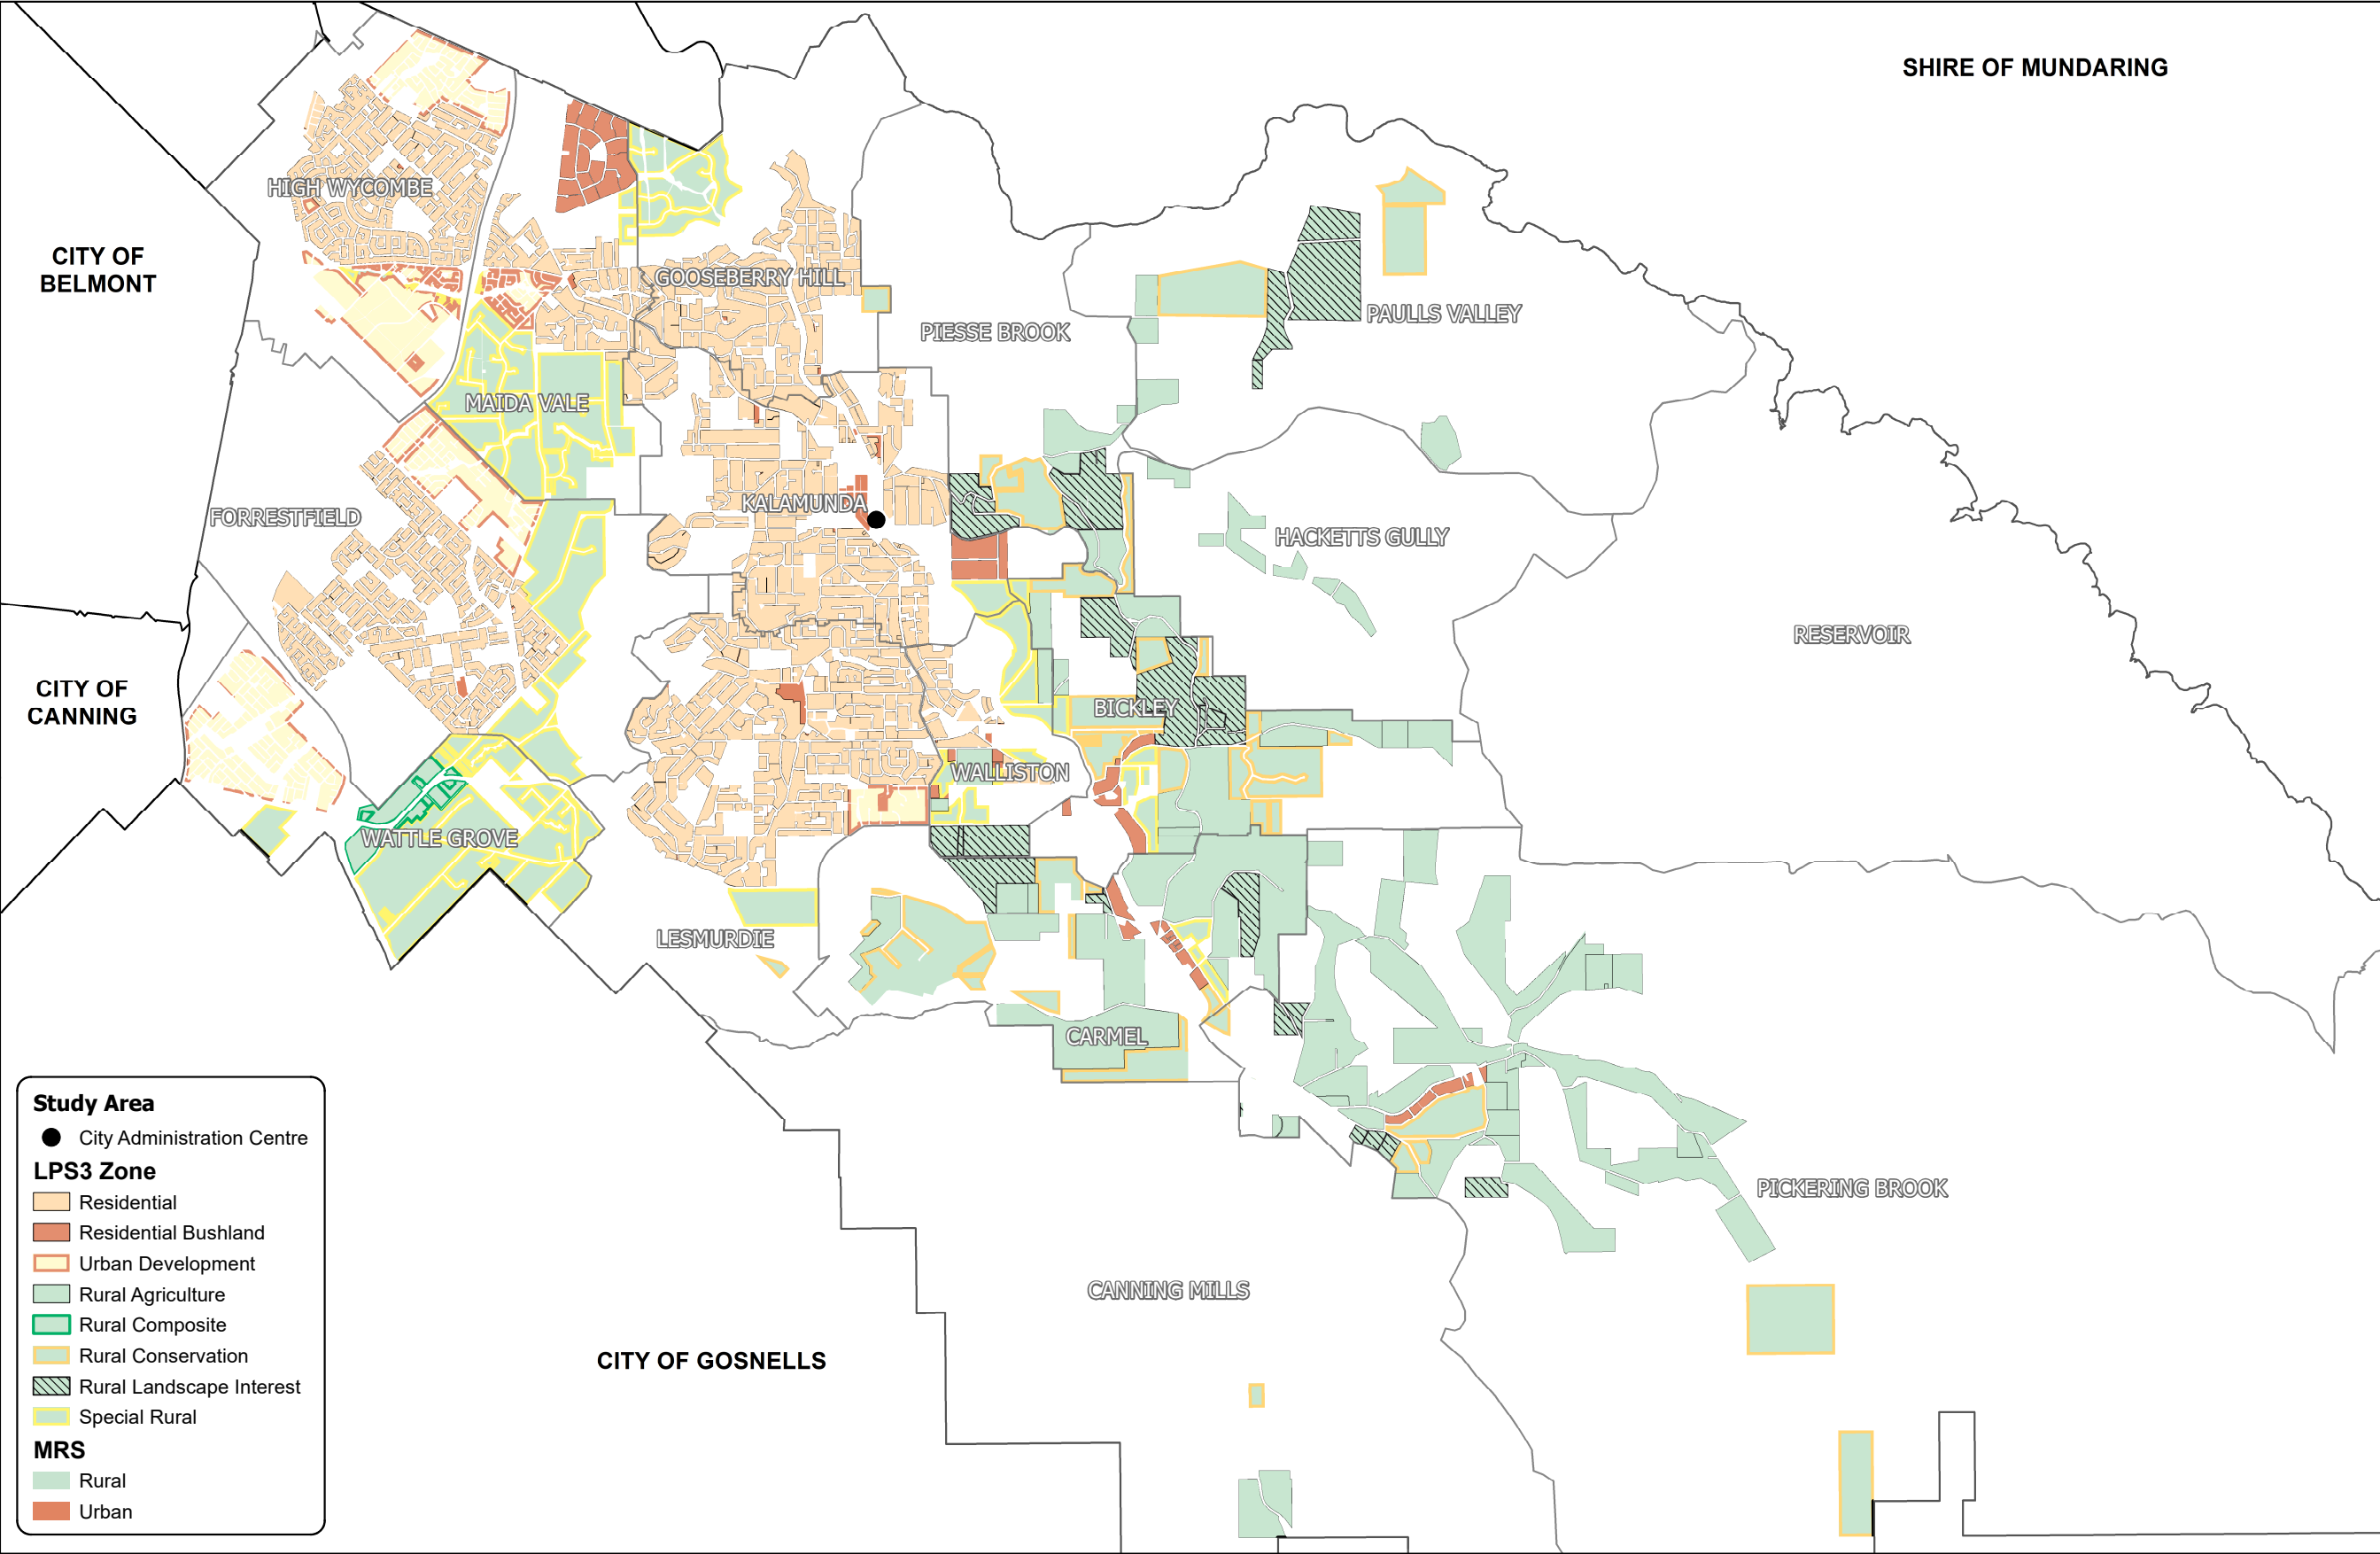 SHIRE OF MUNDARING
HIGH WYCOMBE
CITY OF
BELMONT
GOOSEBERRY HILL
PIESSE BROOK
PAULLS VALLEY
MAIDA VALE
KALAMUNDA
FORRESTFIELD
HACKETTS GULLY
RESERVOIR
CITY OF
CANNING
BICKLEY
WALLISTON
WATTLE GROVE
LESMURDIE
CARMEL
PICKERING BROOK
CANNING MILLS
CITY OF GOSNELLS
Study Area
City Administration Centre
LPS3 Zone
Residential
Residential Bushland
Urban Development
Rural Agriculture
Rural Composite
Rural Conservation
Rural Landscape Interest
Special Rural
MRS
Rural
Urban